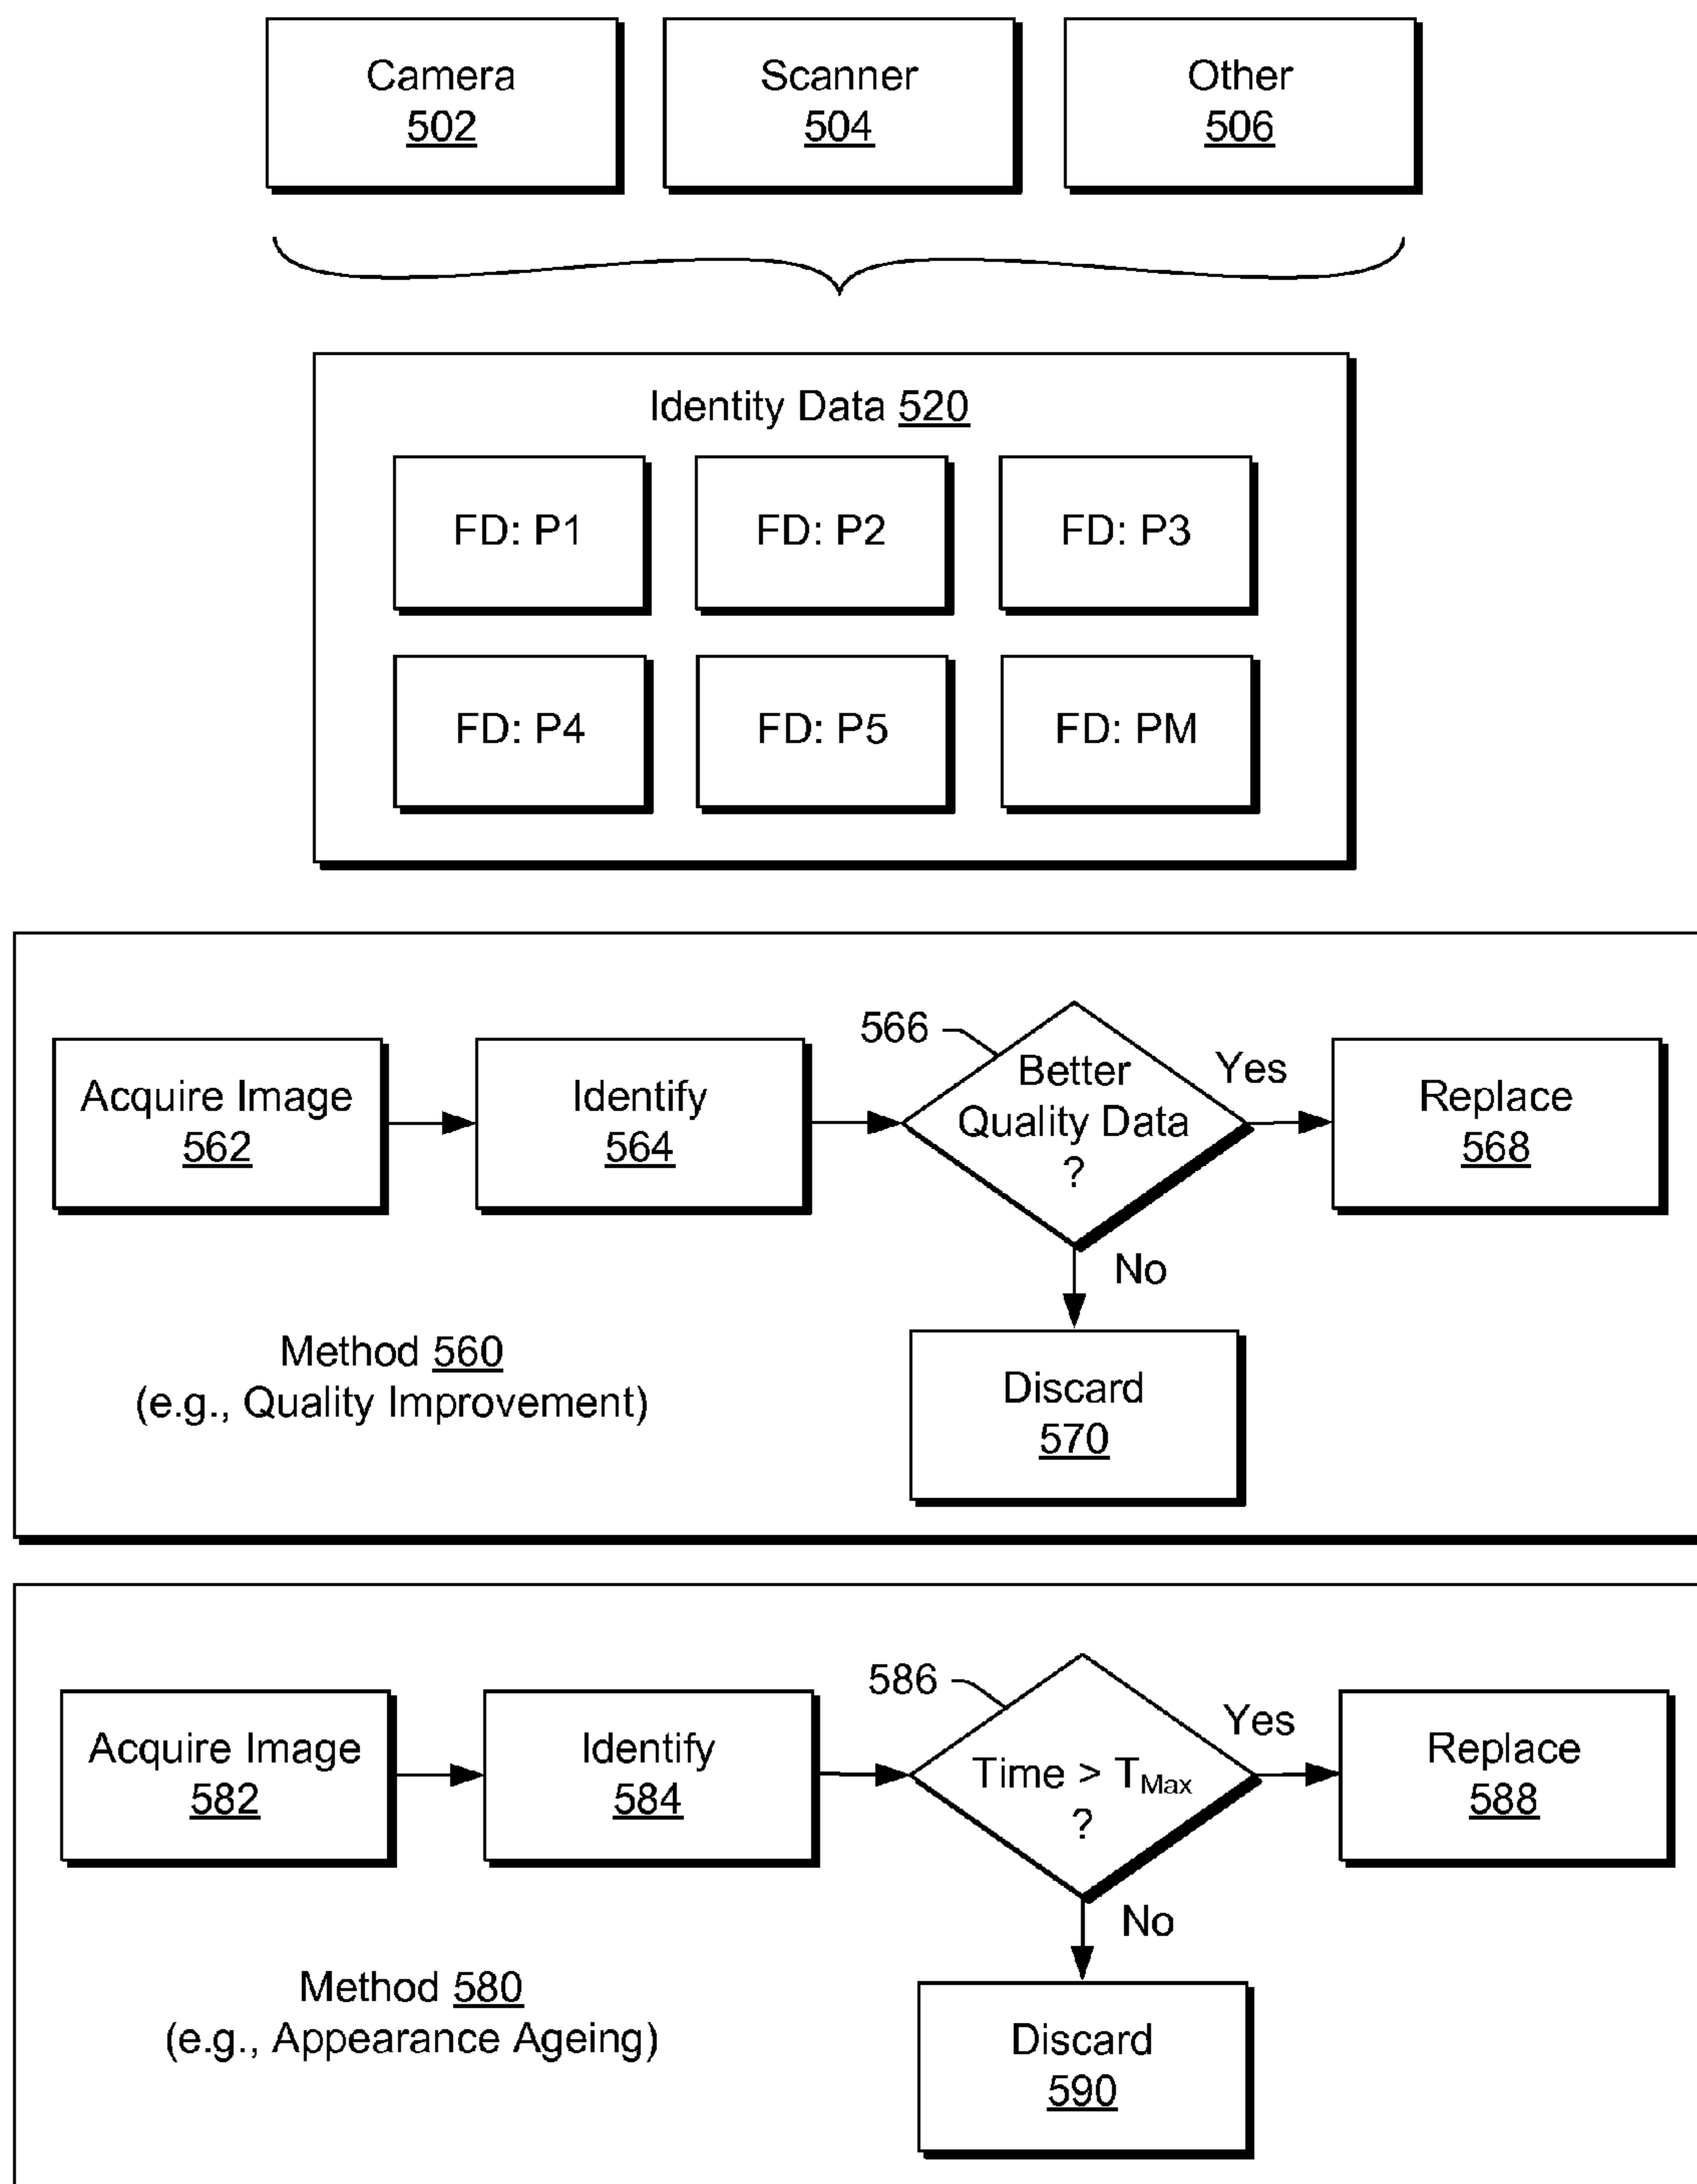 Camera
502
Scanner
504
Other
506
Identity Data 520
FD: P1
FD: P2
FD: P3
FD: P4
FD: P5
FD: PM
Acquire Image
562
Identify
564
566
Better
Quality Data
?
Yes
Replace
568
No
Discard
570
Method 560
(e.g., Quality Improvement)
Acquire Image
582
Identify
584
586
Time > TMax
?
Yes
Replace
588
No
Discard
590
Method 580
(e.g., Appearance Ageing)